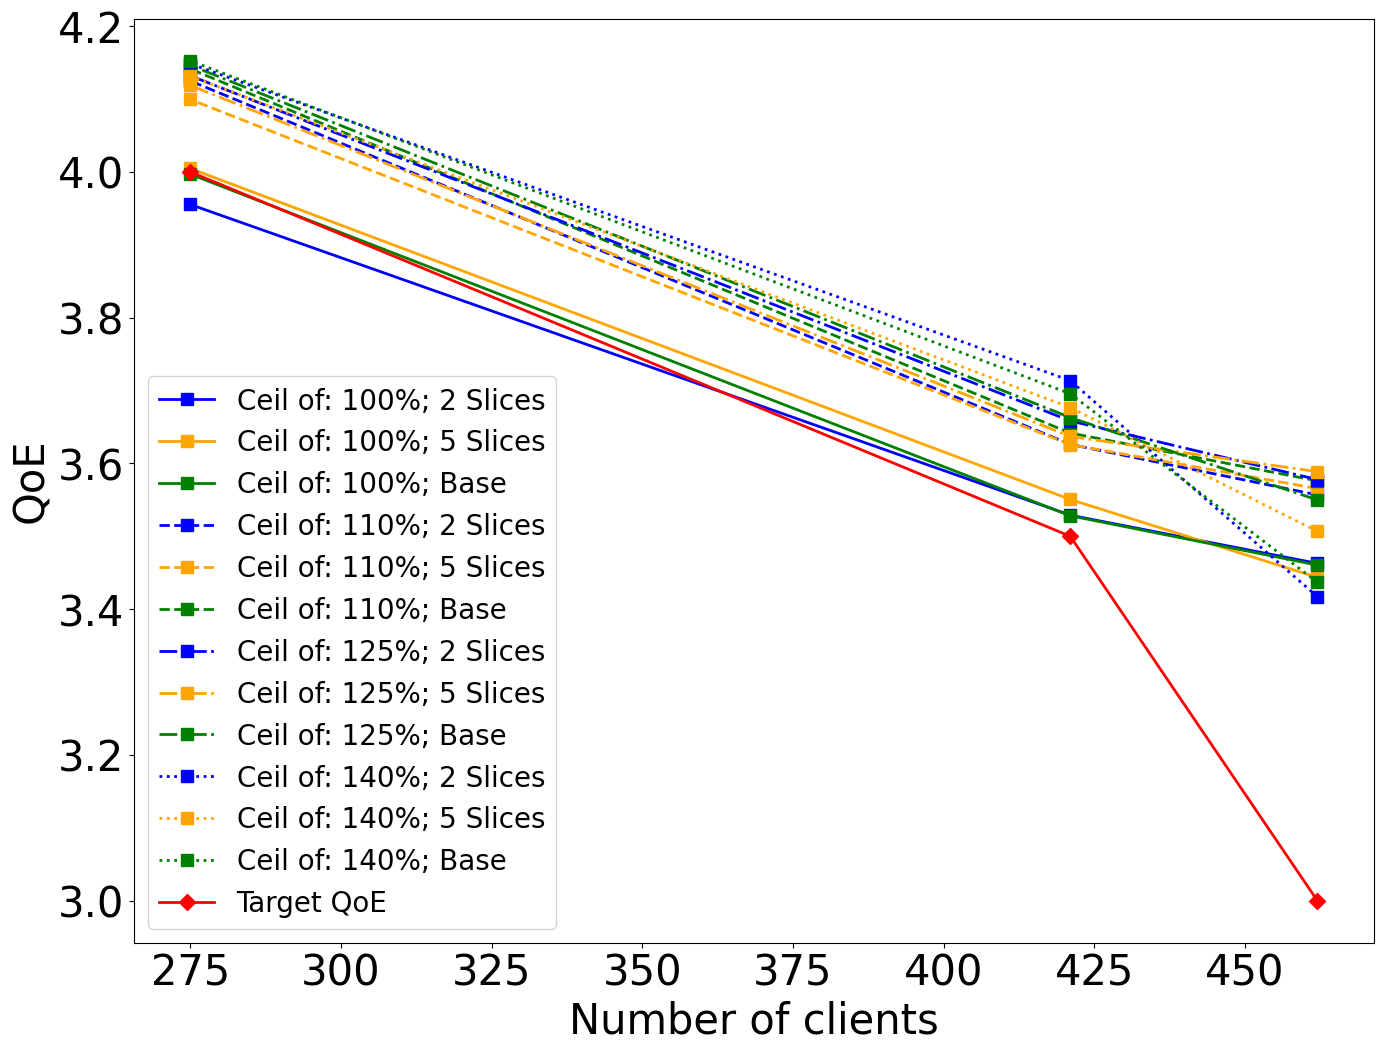 4.2
4.0
3.8
3.6
3.4
3.2
3.0
QoE
Ceil of: 100%; 2 Slices
Ceil of: 100%; 5 Slices
Ceil of: 100%; Base
Ceil of: 110%; 2 Slices
Ceil of: 110%; 5 Slices
Ceil of: 110%; Base
Ceil of: 125%; 2 Slices
Ceil of: 125%; 5 Slices
Ceil of: 125%; Base
Ceil of: 140%; 2 Slices
Ceil of: 140%; 5 Slices
Ceil of: 140%; Base
Target QoE
275 300 325 350 375 400 425 450
Number of clients